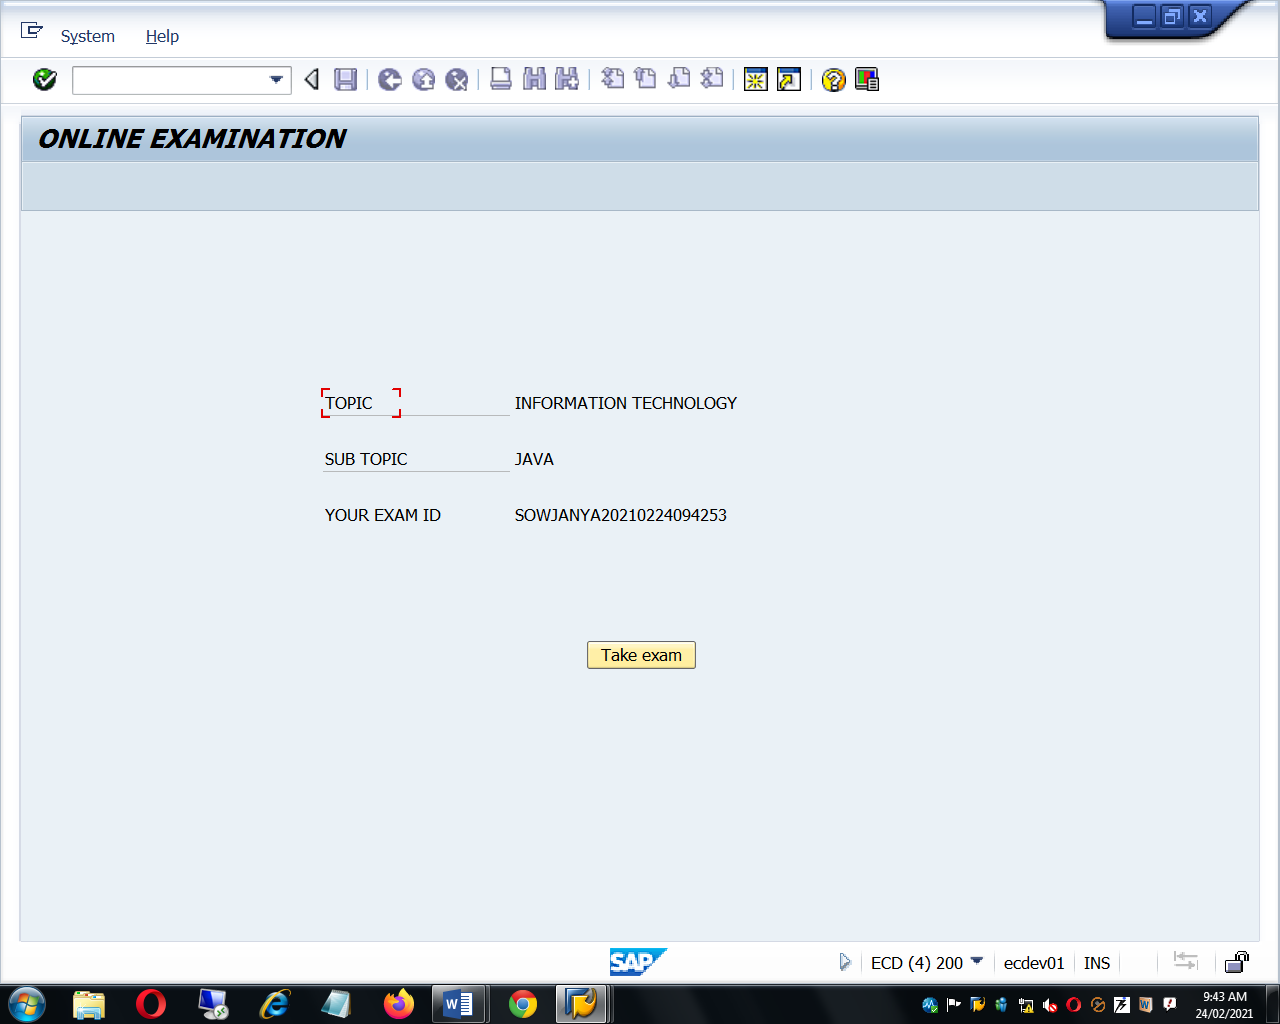 System Help
ONLINE EXAMINATION
TOPIC INFORMATION TECHNOLOGY
SUB TOPIC JAVA
YOUR EXAM ID SOWJANYA20210224094253
Take exam
SAP ECD (4) 200 ecdev01 INS
9:43 AM
24/02/2021